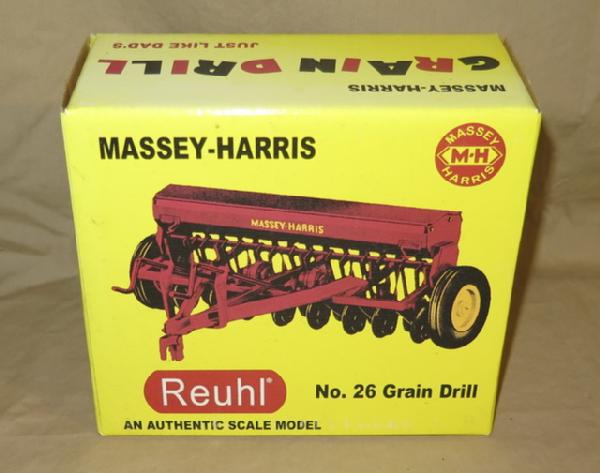 JUST LIKE DAD'S
GRAIN DRILL
MASSEY-HARRIS
MASSEY-HARRIS
MASSEY
M-H
HARRIS
MASSEY-HARRIS
Reuhl®
No. 26 Grain Drill
AN AUTHENTIC SCALE MODEL